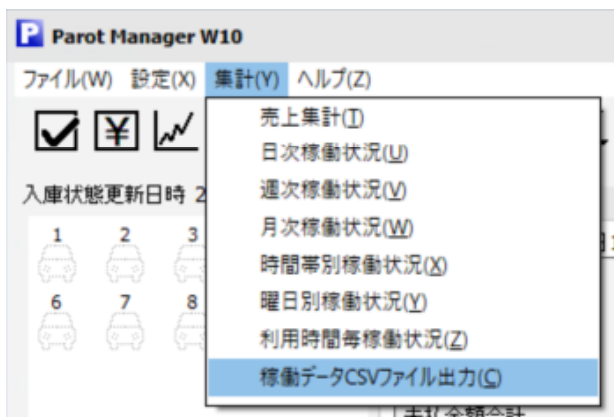 Parot Manager W10
ファイル(W) 設定(X) 集計(Y) ヘルプ(Z)
売上集計(T)
日次稼働状況(U)
週次稼働状況(V)
月次稼働状況(W)
時間帯別稼働状況(X)
曜日別稼働状況(Y)
利用時間毎稼働状況(Z)
稼働データCSVファイル出力(C)
入庫状態更新日時 2
1 2 3
6 7 8